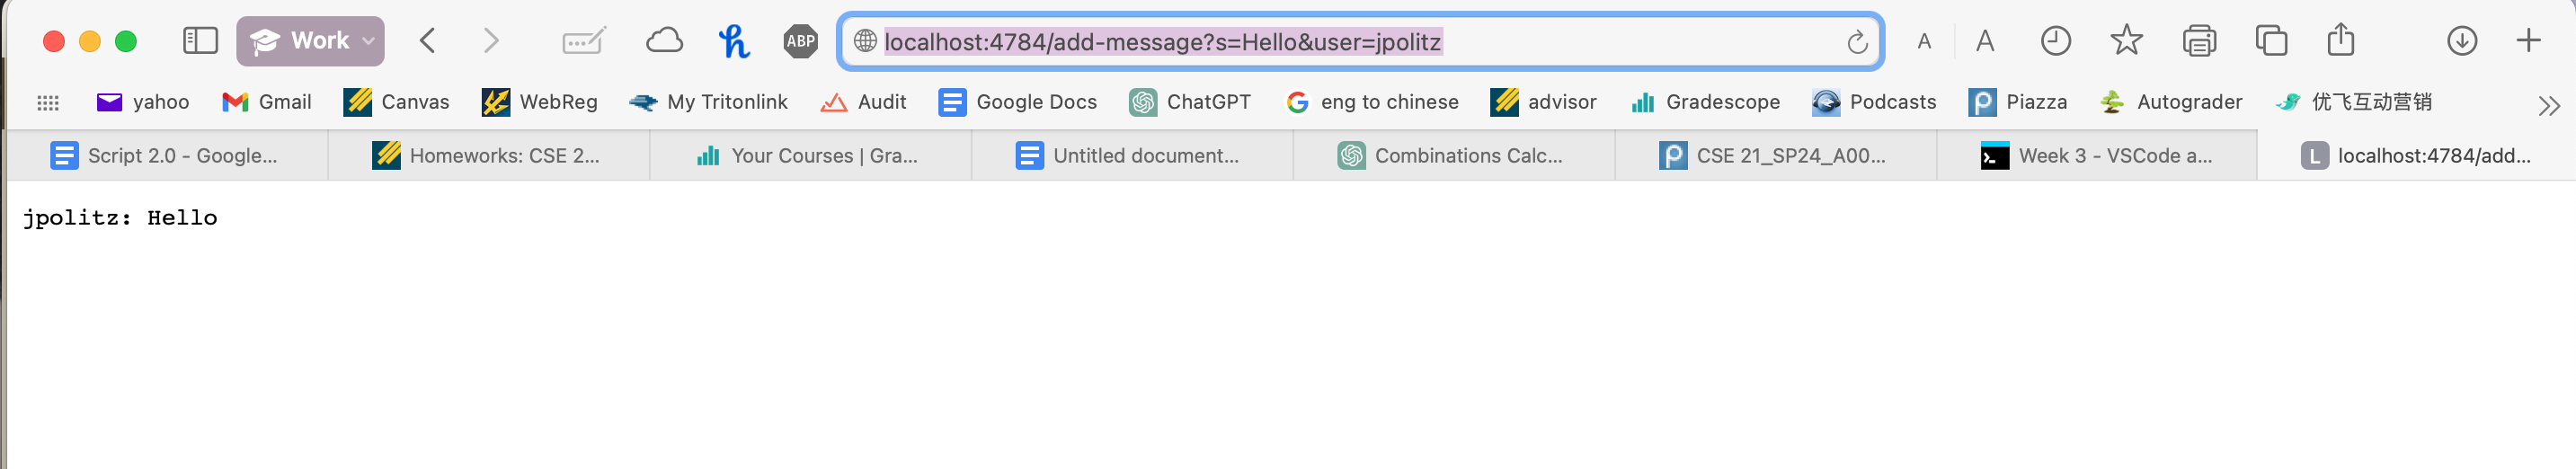 Work ABP localhost:4784/add-message?s=Hello&user=jpolitz A A
yahoo Gmail Canvas WebReg My Tritonlink Audit Google Docs ChatGPT eng to chinese advisor Gradescope Podcasts Piazza Autograder 优飞互动营销
Script 2.0 - Google... Homeworks: CSE 2... Your Courses | Gra... Untitled document... Combinations Calc... CSE 21_SP24_A00... Week 3 - VSCode a... L localhost:4784/add...
jpolitz: Hello